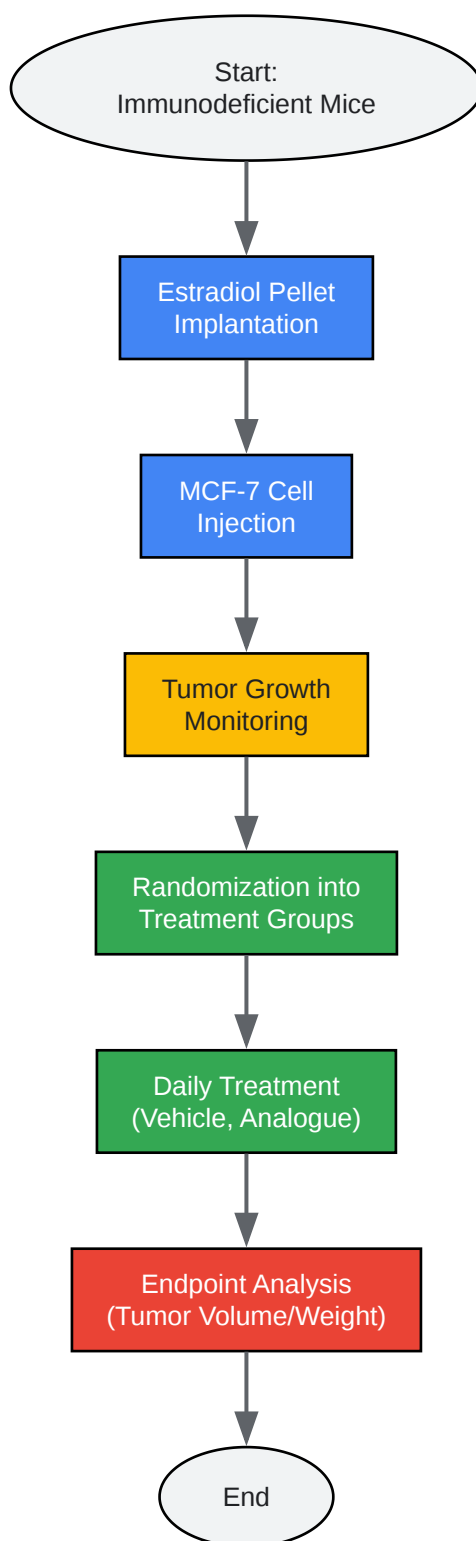 Start:
Immunodeficient Mice
Estradiol Pellet
Implantation
MCF-7 Cell
Injection
Tumor Growth
Monitoring
Randomization into
Treatment Groups
Daily Treatment
(Vehicle, Analogue)
Endpoint Analysis
(Tumor Volume/Weight)
End